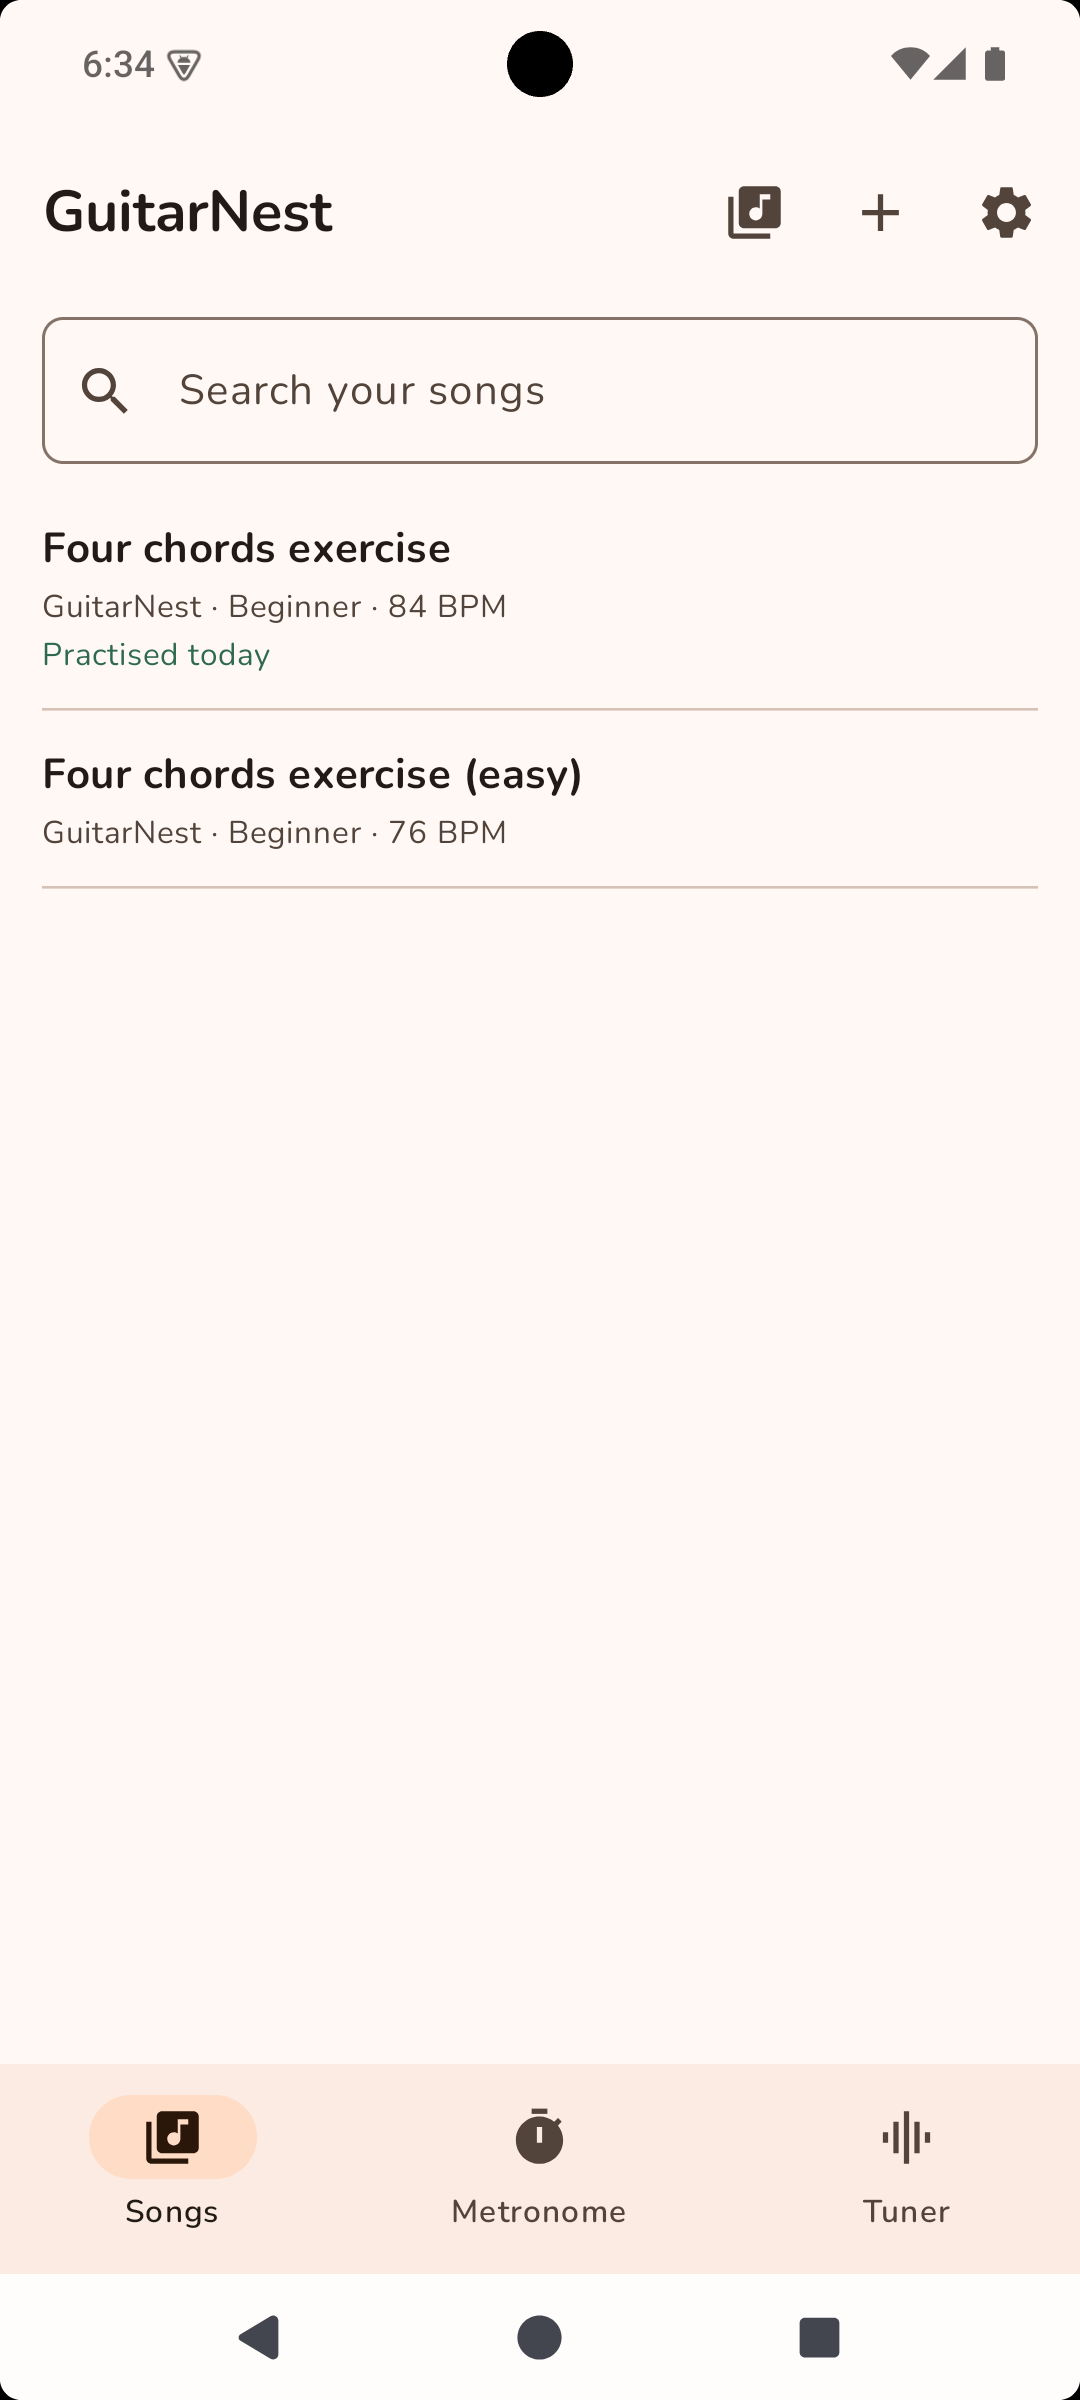 6:34
GuitarNest
Search your songs
Four chords exercise
GuitarNest · Beginner · 84 BPM
Practised today
Four chords exercise (easy)
GuitarNest · Beginner · 76 BPM
Songs
Metronome
Tuner